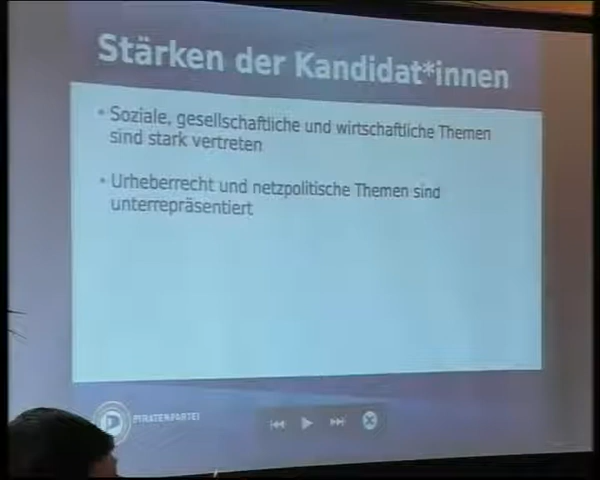 Stärken der Kandidat*innen
• Soziale, gesellschaftliche und wirtschaftliche Themen
sind stark vertreten
• Urheberrecht und netzpolitische Themen sind
unterrepräsentiert
PIRATENPARTEI